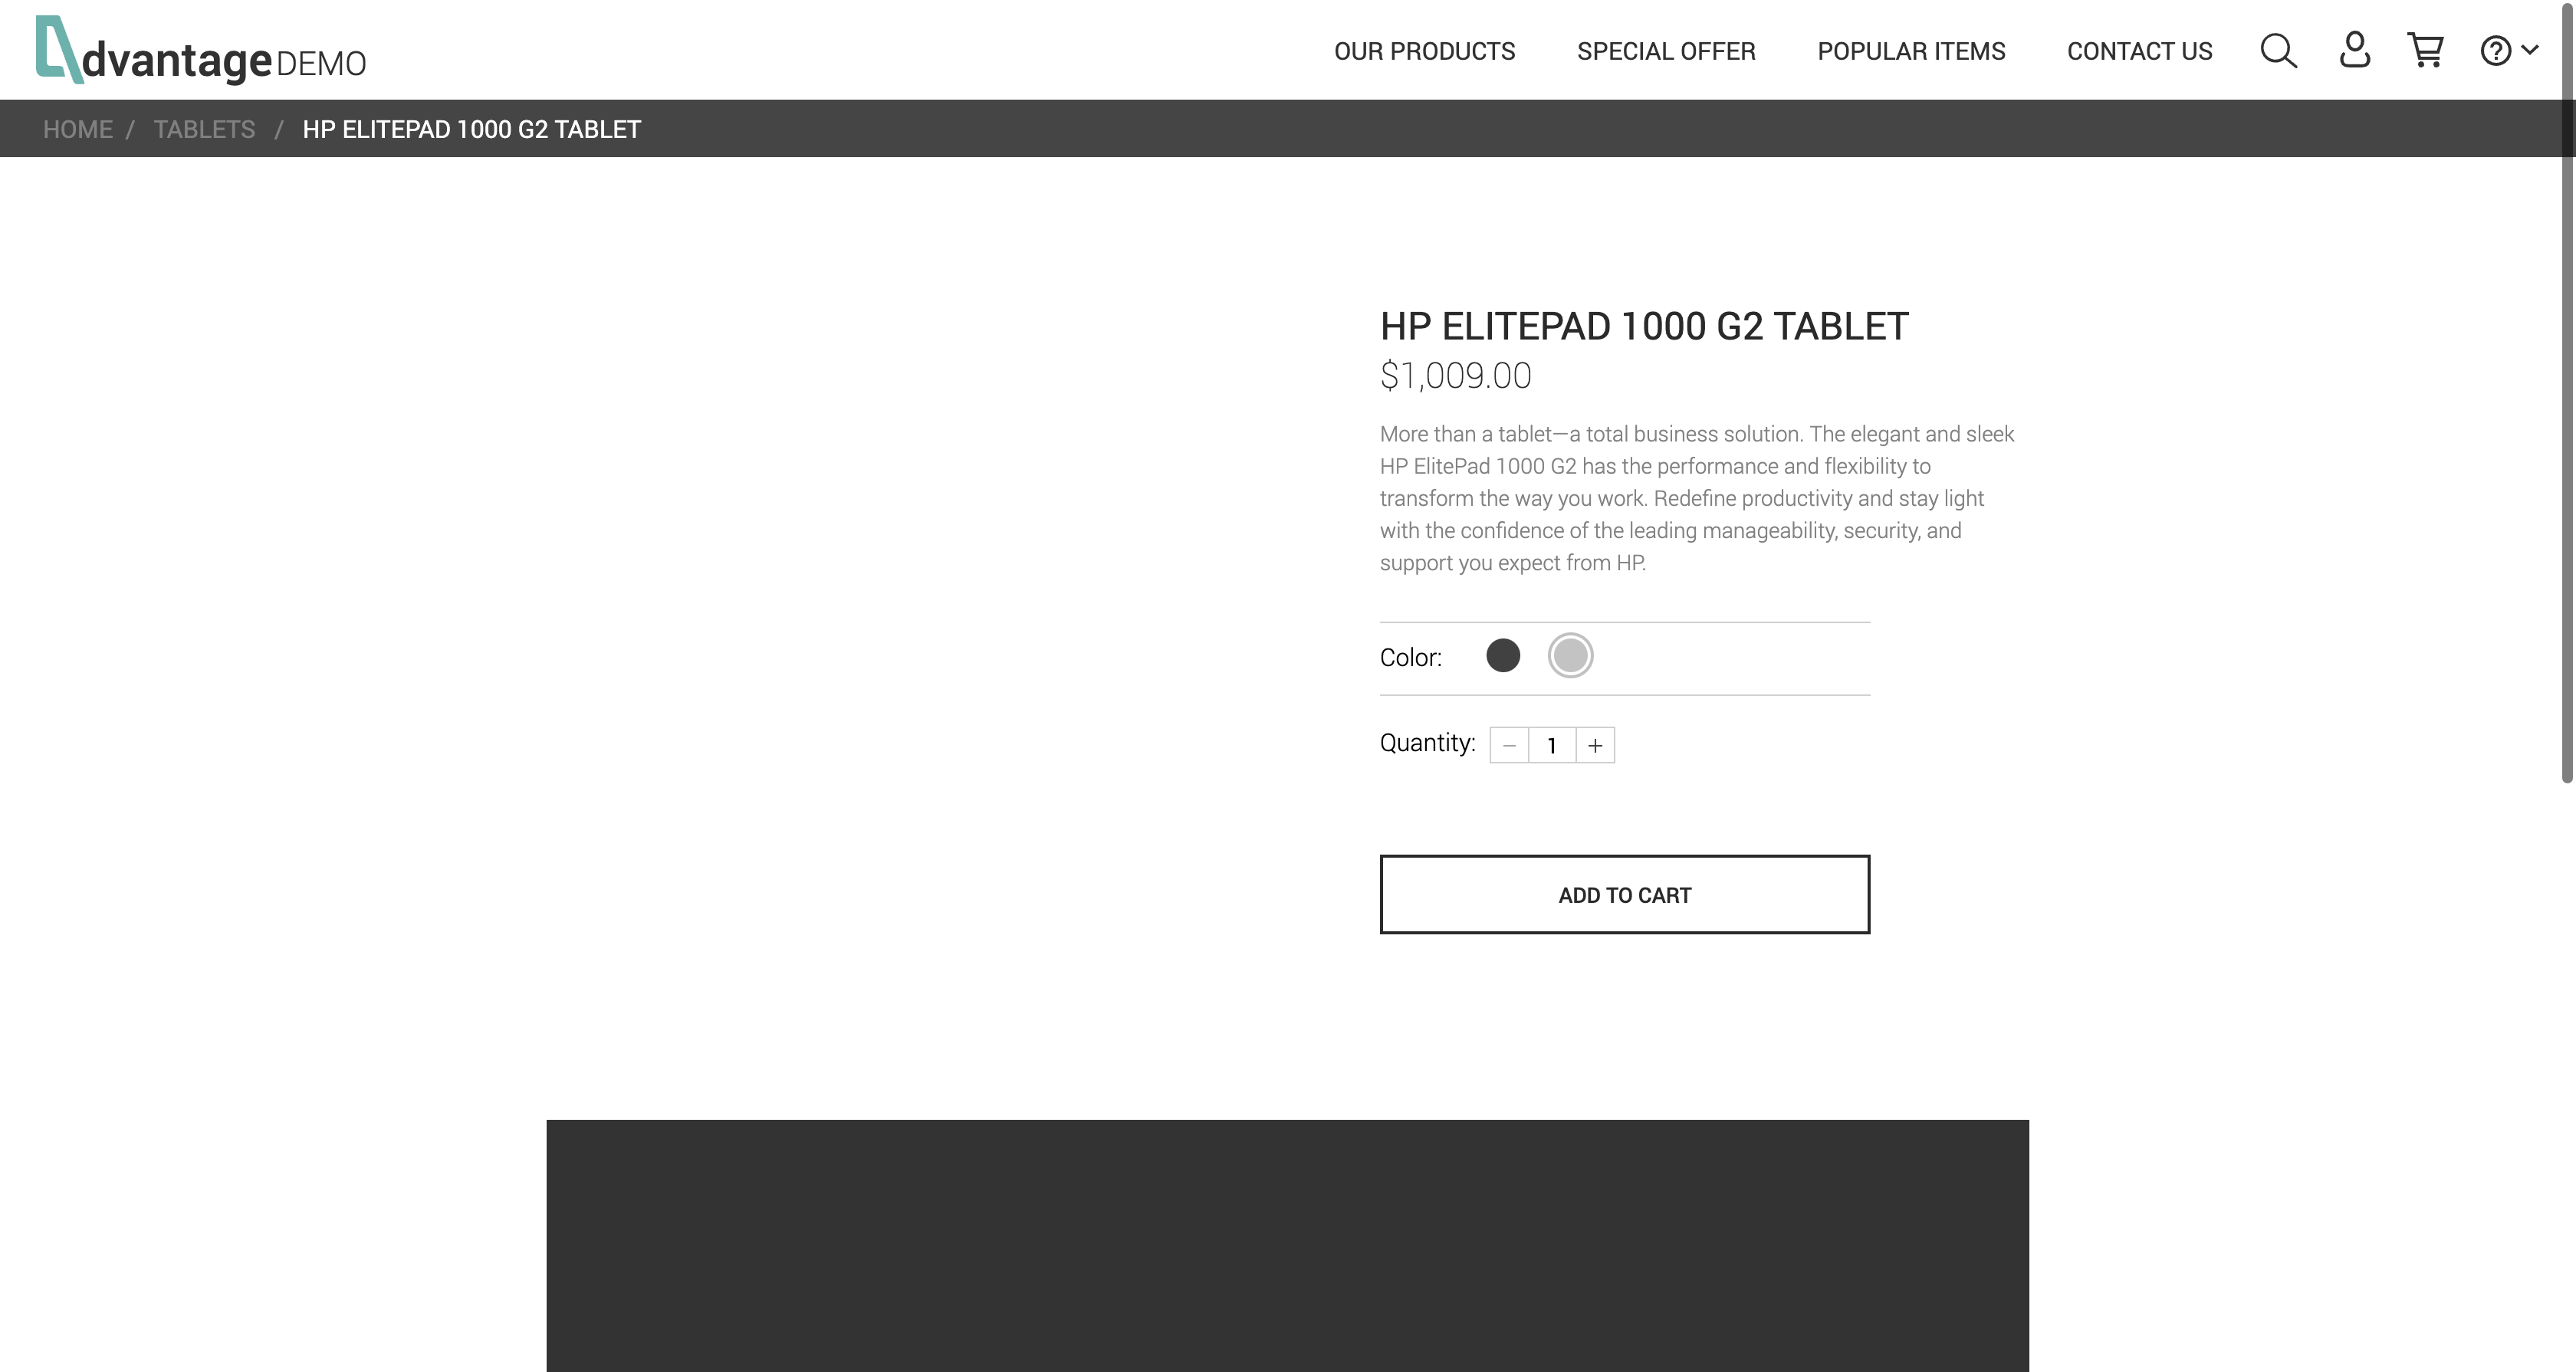 dvantage DEMO
OUR PRODUCTS SPECIAL OFFER POPULAR ITEMS CONTACT US
HOME / TABLETS / HP ELITEPAD 1000 G2 TABLET
HP ELITEPAD 1000 G2 TABLET
$1,009.00
More than a tablet—a total business solution. The elegant and sleek
HP ElitePad 1000 G2 has the performance and flexibility to
transform the way you work. Redefine productivity and stay light
with the confidence of the leading manageability, security, and
support you expect from HP.
Color:
Quantity: − 1 +
ADD TO CART